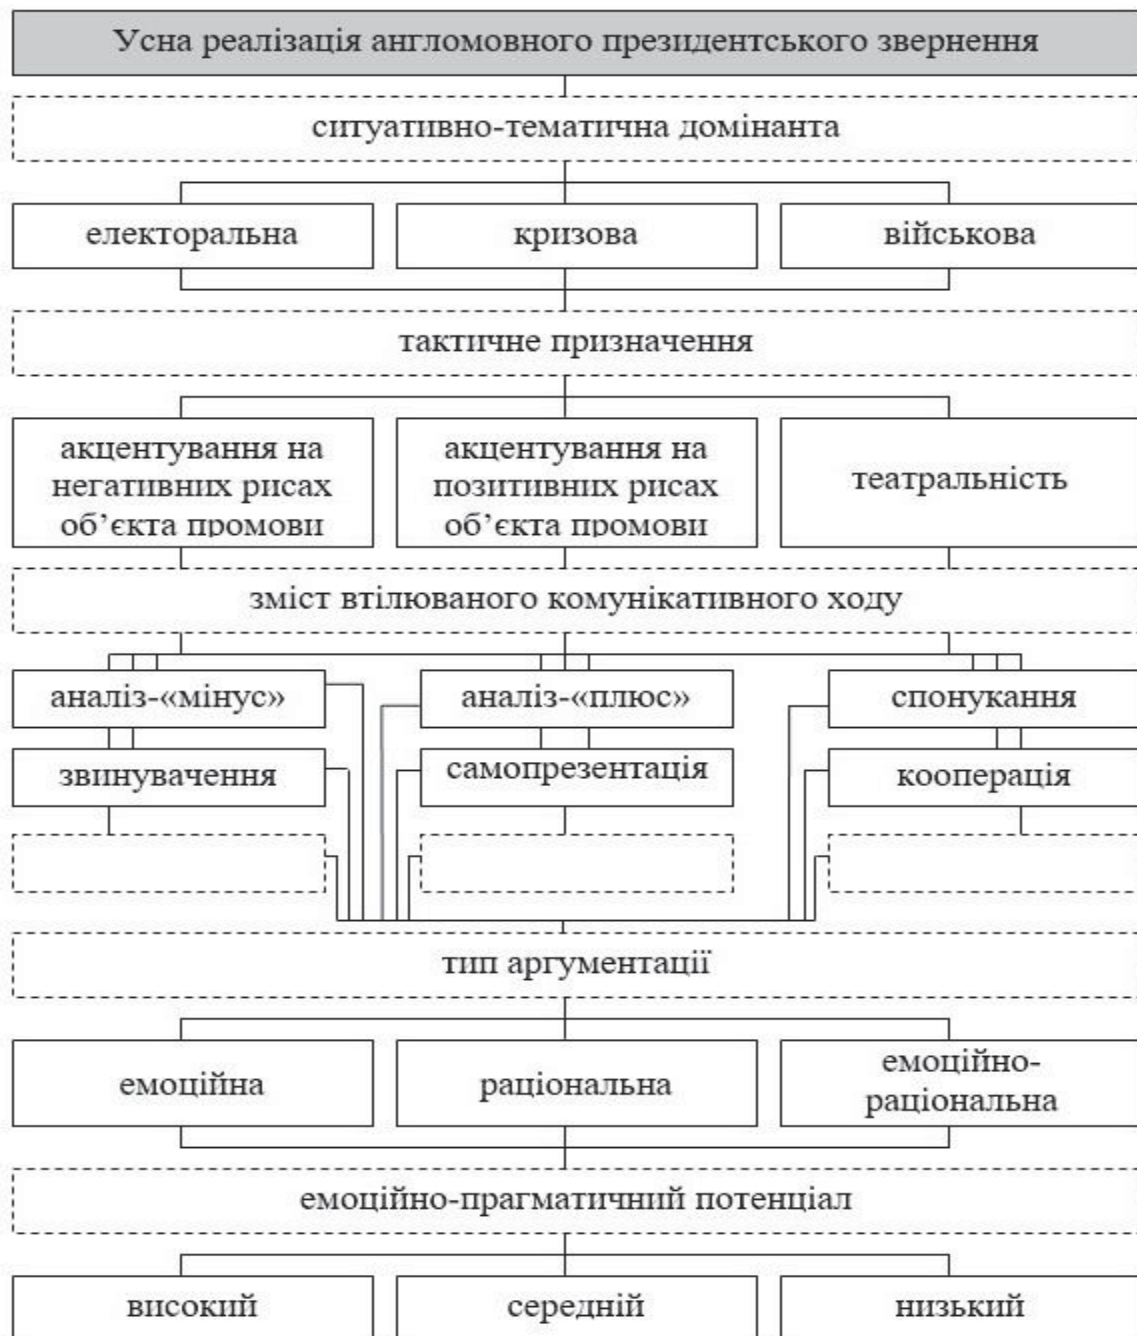 Усна реалізація англомовного президентського звернення
ситуативно-тематична домінанта
електоральна
кризова
військова
тактичне призначення
акцентування на
негативних рисах
об’єкта промови
акцентування на
позитивних рисах
об’єкта промови
театральність
зміст втілюваного комунікативного ходу
аналіз-«мінус»
аналіз-«плюс»
спонукання
звинувачення
самопрезентація
кооперація
тип аргументації
емоційна
раціональна
емоційно-
раціональна
емоційно-прагматичний потенціал
високий
середній
низький